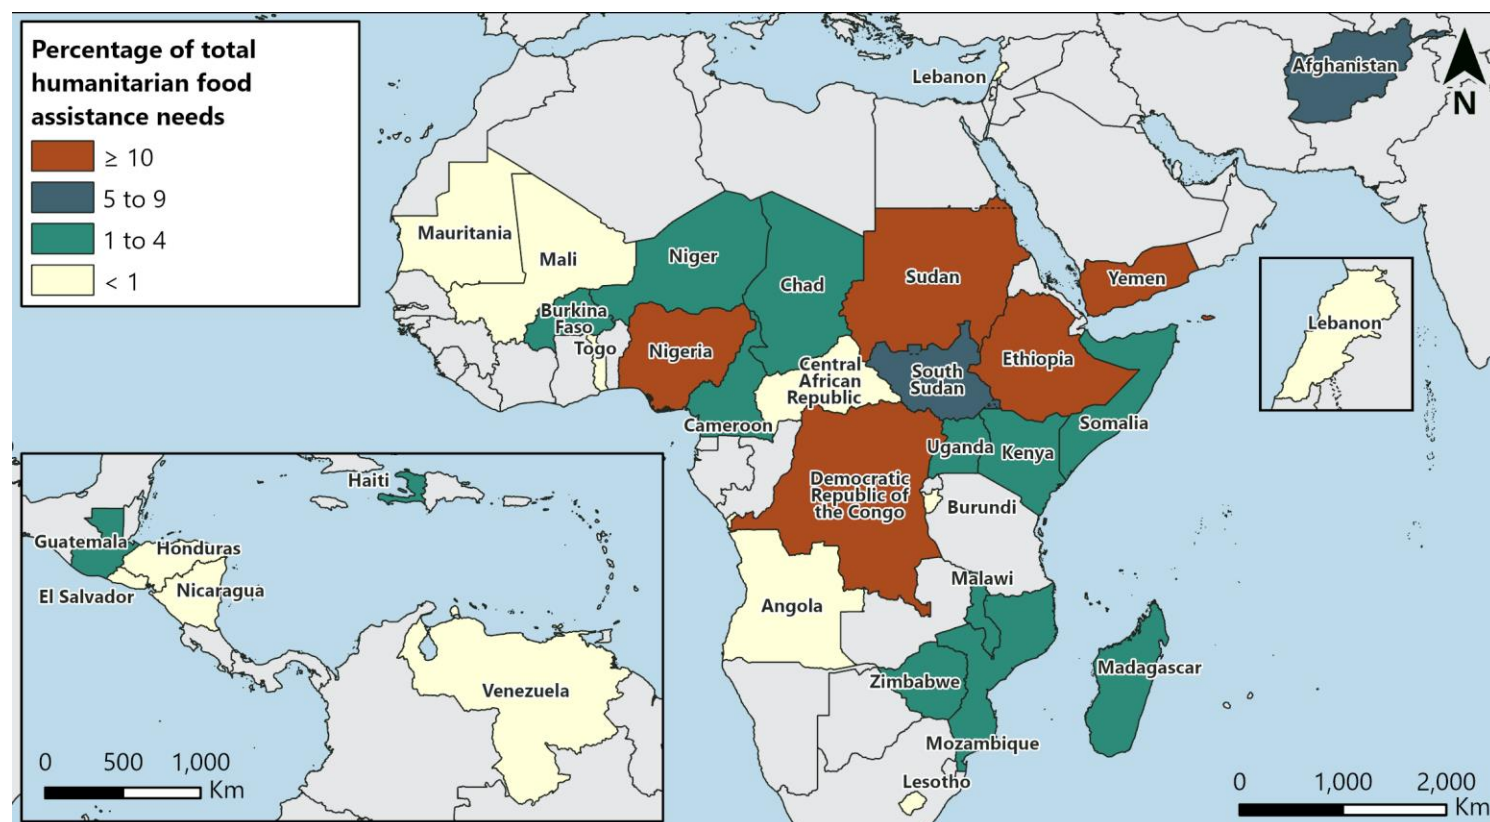 Percentage of total
humanitarian food
assistance needs
≥ 10
5 to 9
1 to 4
< 1
Lebanon
Afghanistan
N
Mauritania
Mali
Niger
Chad
Sudan
Yemen
Burkina
Faso
Togo
Nigeria
Central
African
Republic
South
Sudan
Ethiopia
Lebanon
Cameroon
Uganda
Kenya
Somalia
Democratic
Republic of
the Congo
Burundi
Malawi
Angola
Zimbabwe
Madagascar
Mozambique
Lesotho
Haiti
Guatemala
Honduras
El Salvador
Nicaragua
Venezuela
0 500 1,000
Km
0 1,000 2,000
Km